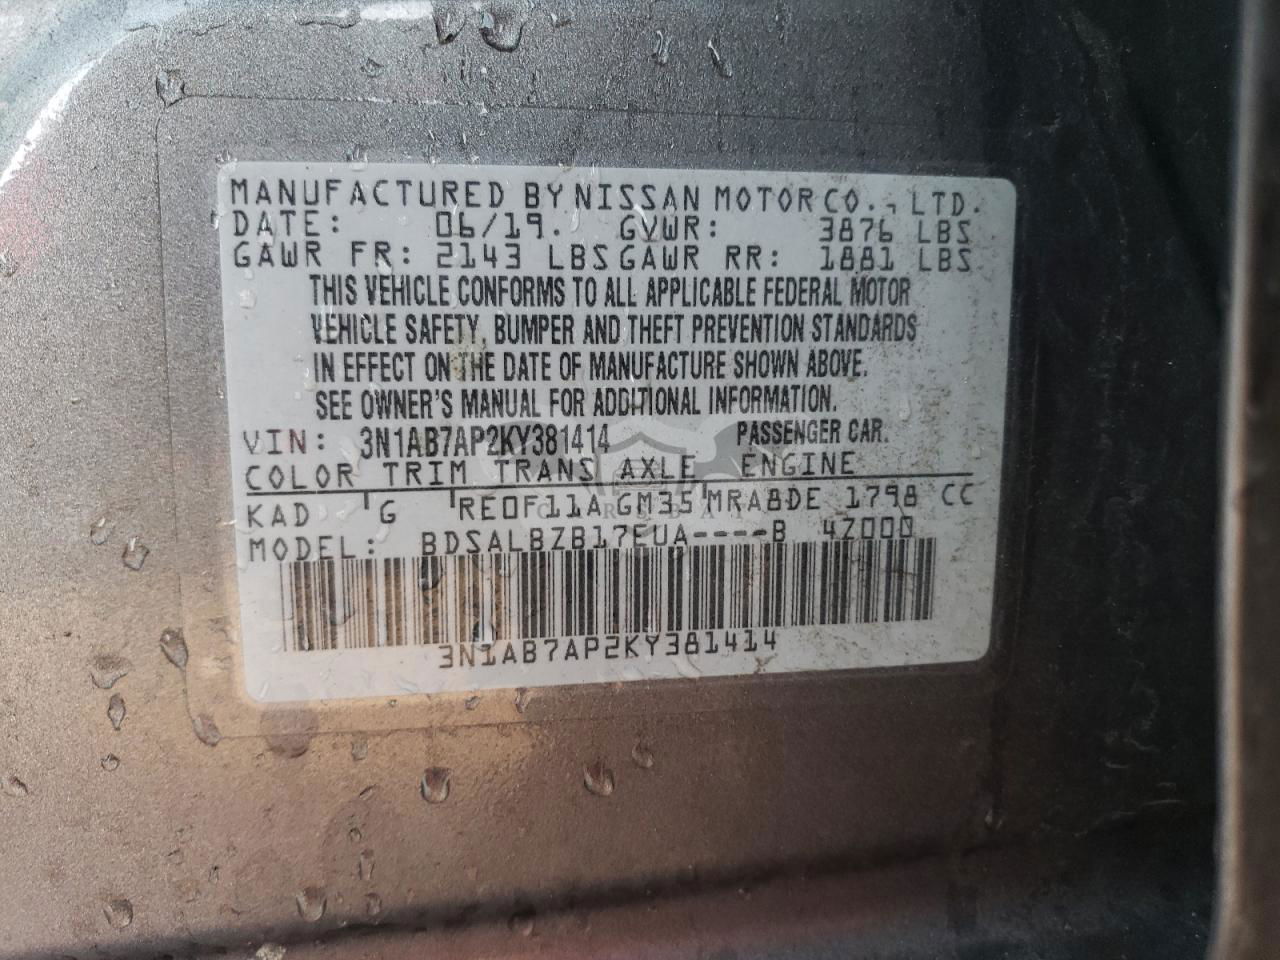 MANUFACTURED BY NISSAN MOTOR CO., LTD.
DATE: 06/19. GVWR: 3876 LBS
GAWR FR: 2143 LBS GAWR RR: 1881 LBS
THIS VEHICLE CONFORMS TO ALL APPLICABLE FEDERAL MOTOR
VEHICLE SAFETY, BUMPER AND THEFT PREVENTION STANDARDS
IN EFFECT ON THE DATE OF MANUFACTURE SHOWN ABOVE.
SEE OWNER'S MANUAL FOR ADDITIONAL INFORMATION.
VIN: 3N1AB7AP2KY381414 PASSENGER CAR.
COLOR TRIM TRANS AXLE ENGINE
KAD G RE0F11A GM35 MRA8DE 1798 CC
MODEL: BDSALBZB17EUA----B 4Z000
3N1AB7AP2KY381414